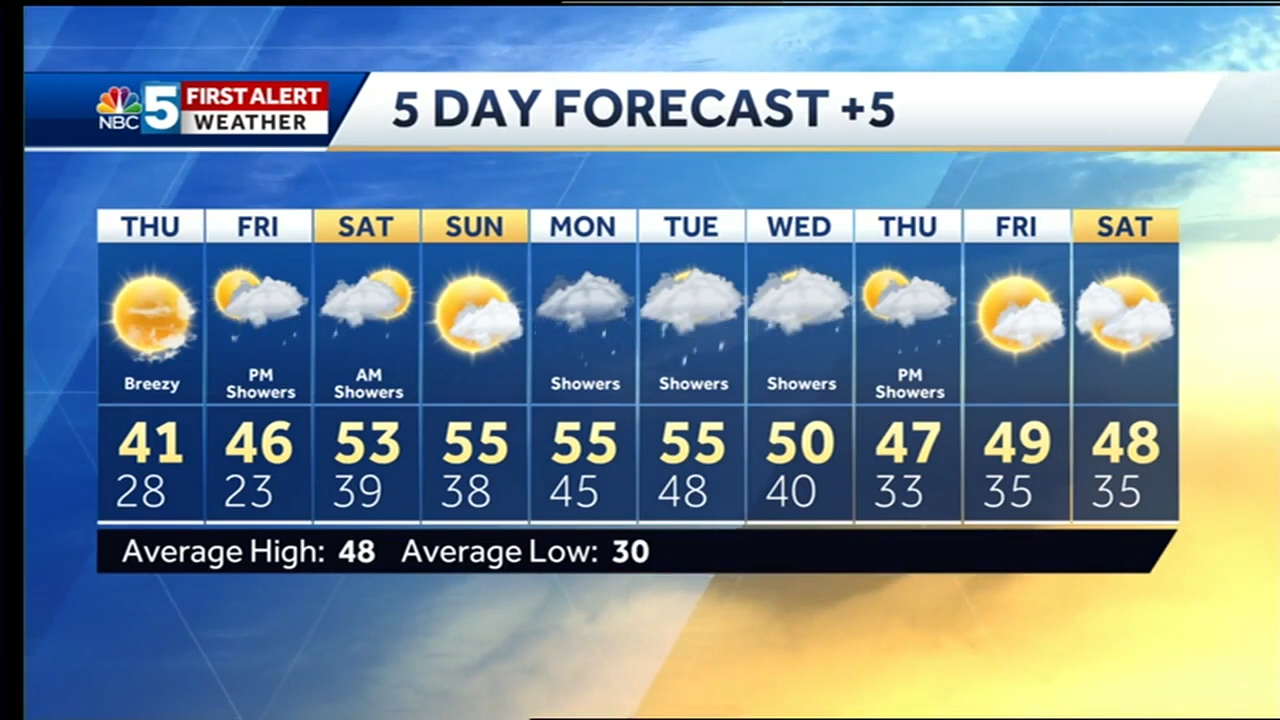 NBC 5 FIRST ALERT
WEATHER
5 DAY FORECAST +5
THU FRI SAT SUN MON TUE WED THU FRI SAT
Breezy PM Showers AM Showers Showers Showers Showers PM Showers
41 46 53 55 55 55 50 47 49 48
28 23 39 38 45 48 40 33 35 35
Average High: 48 Average Low: 30